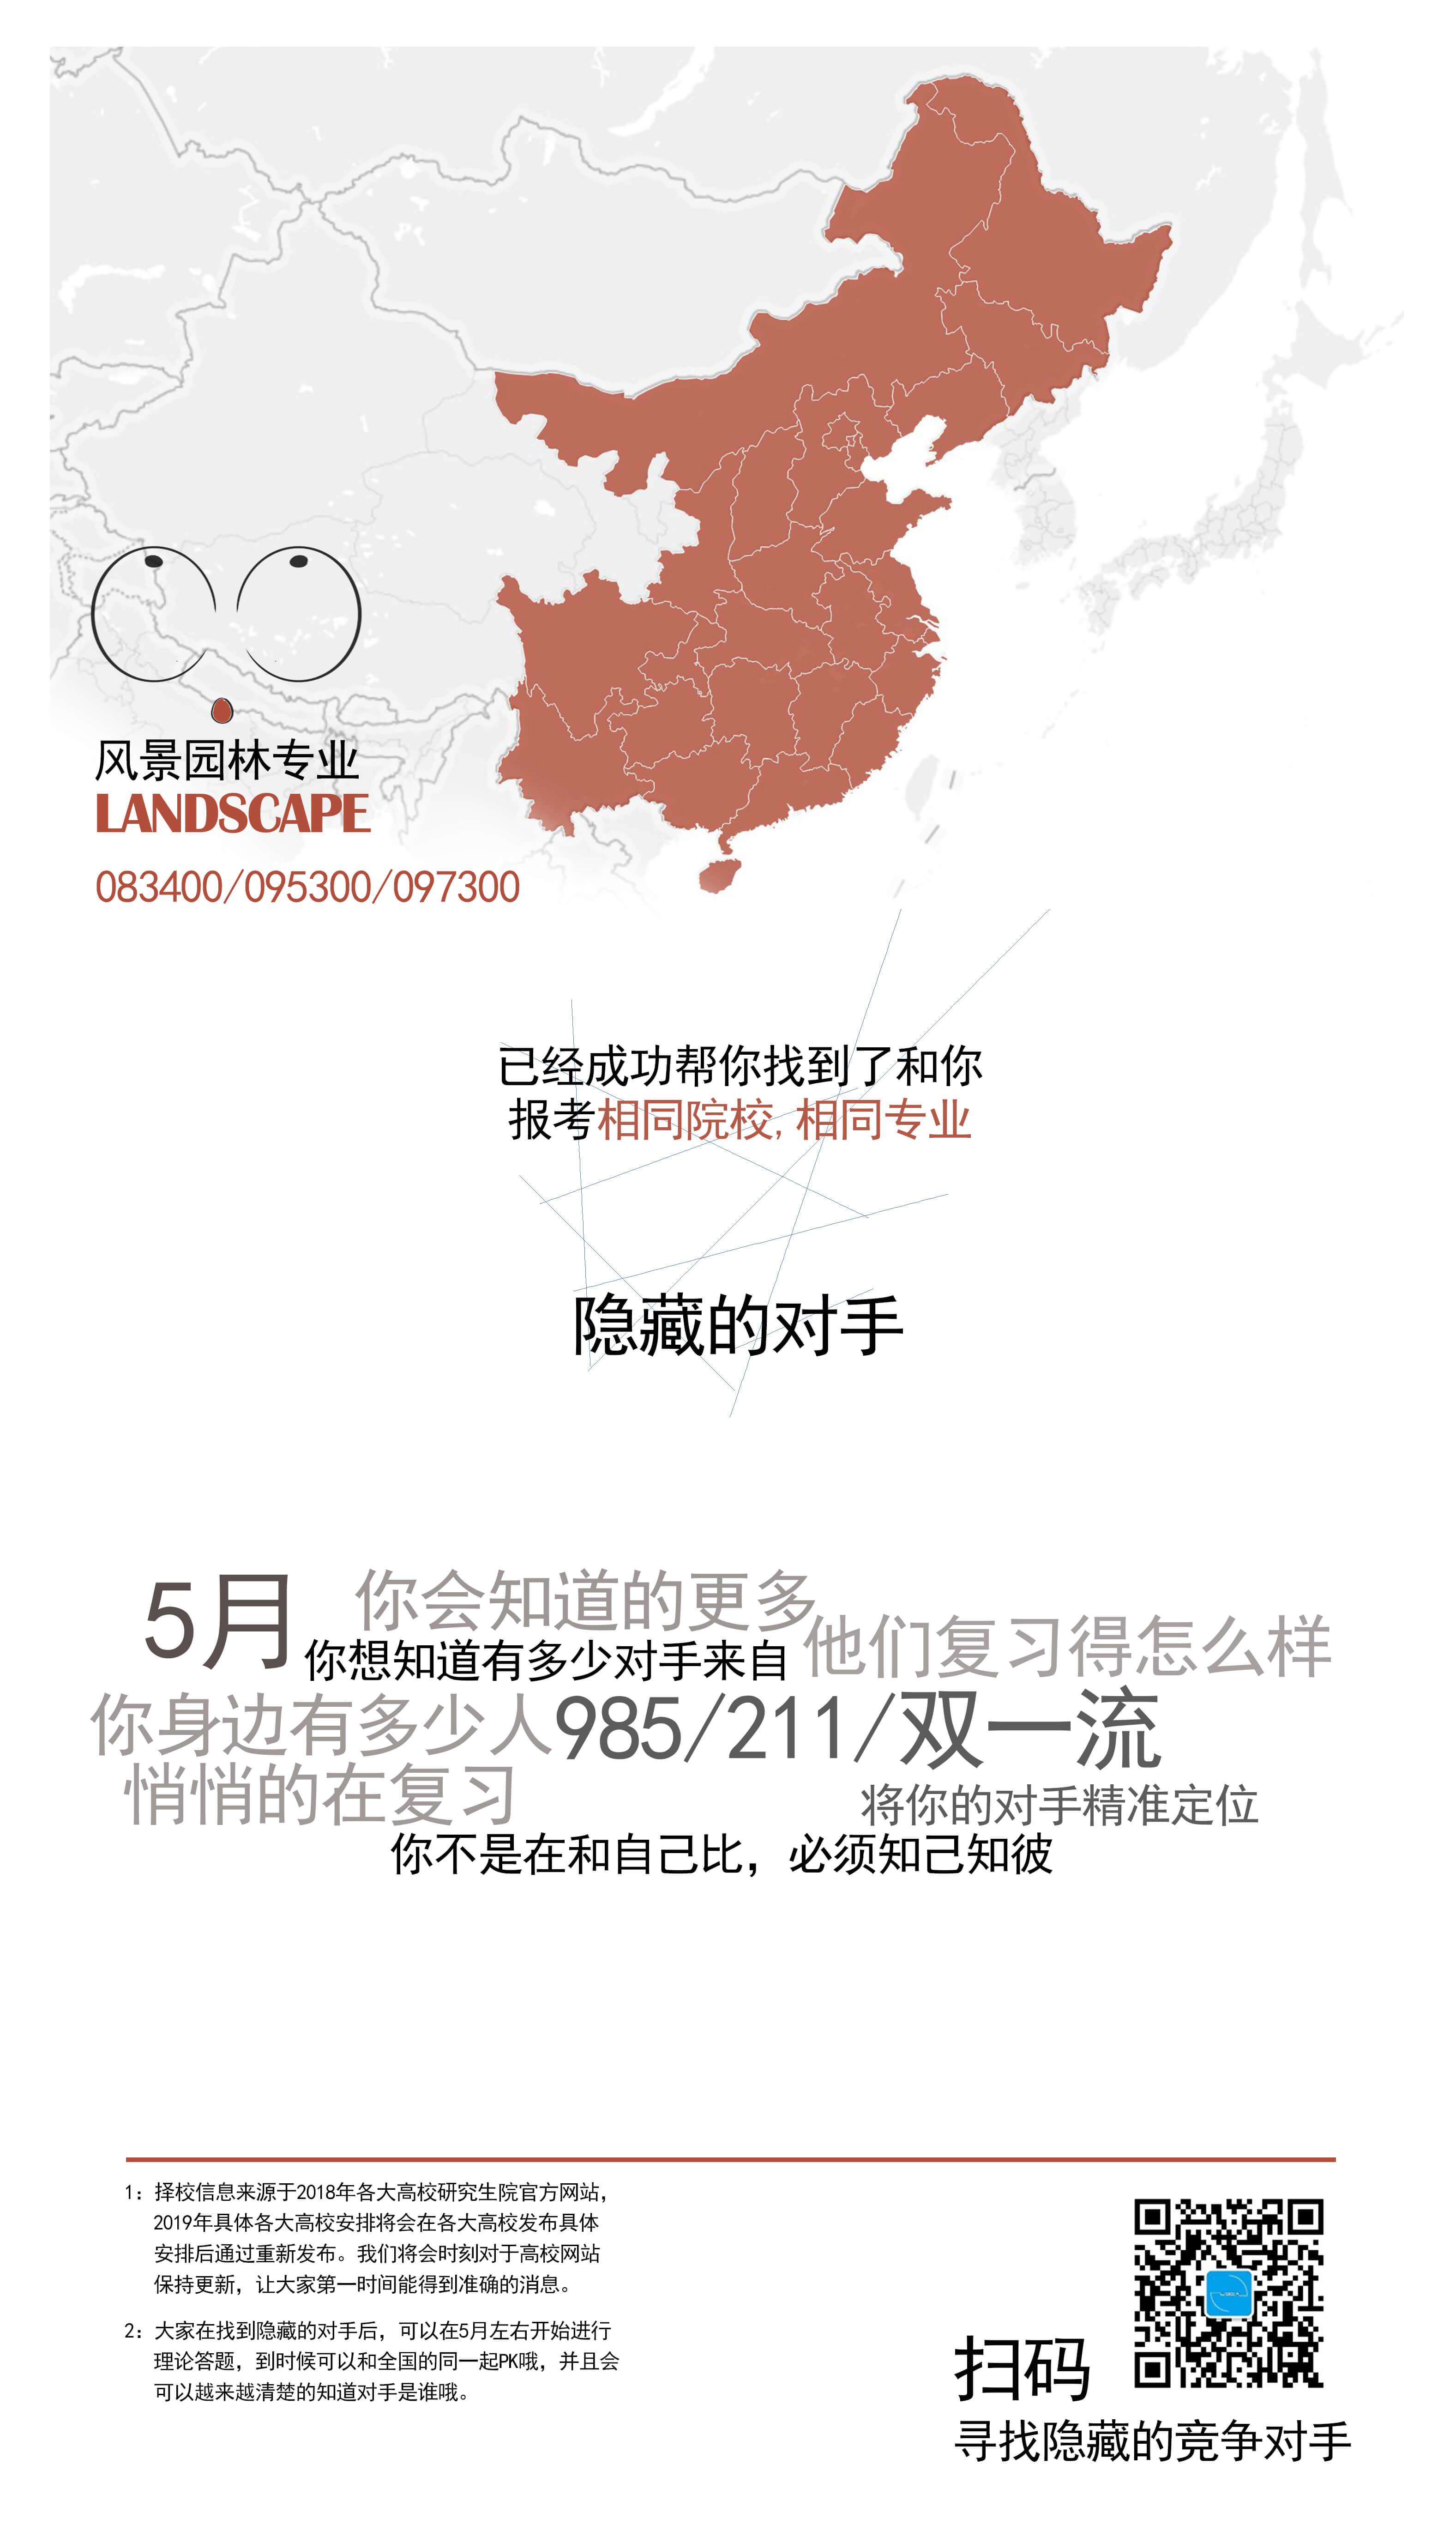 风景园林专业
LANDSCAPE
083400/095300/097300
已经成功帮你找到了和你
报考相同院校,相同专业
隐藏的对手
5月
你会知道的更多
你想知道有多少对手来自
他们复习得怎么样
你身边有多少人
985/211/双一流
悄悄的在复习
将你的对手精准定位
你不是在和自己比，必须知己知彼
1：择校信息来源于2018年各大高校研究生院官方网站，
2019年具体各大高校安排将会在各大高校发布具体
安排后通过重新发布。我们将会时刻对于高校网站
保持更新，让大家第一时间能得到准确的消息。
2：大家在找到隐藏的对手后，可以在5月左右开始进行
理论答题，到时候可以和全国的同一起PK哦，并且会
可以越来越清楚的知道对手是谁哦。
扫码
寻找隐藏的竞争对手